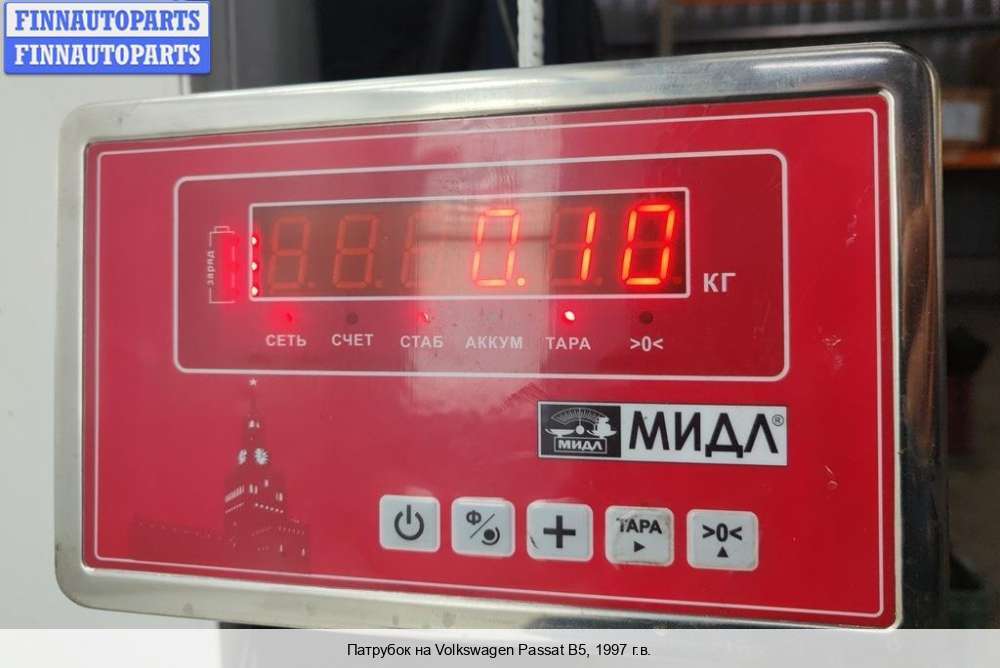 FINNAUTOPARTS
FINNAUTOPARTS
заряд
0.10 КГ
СЕТЬ СЧЕТ СТАБ АККУМ ТАРА >0<
МИДЛ МИДЛ®
Ф ТАРА >0<
Патрубок на Volkswagen Passat B5, 1997 г.в.